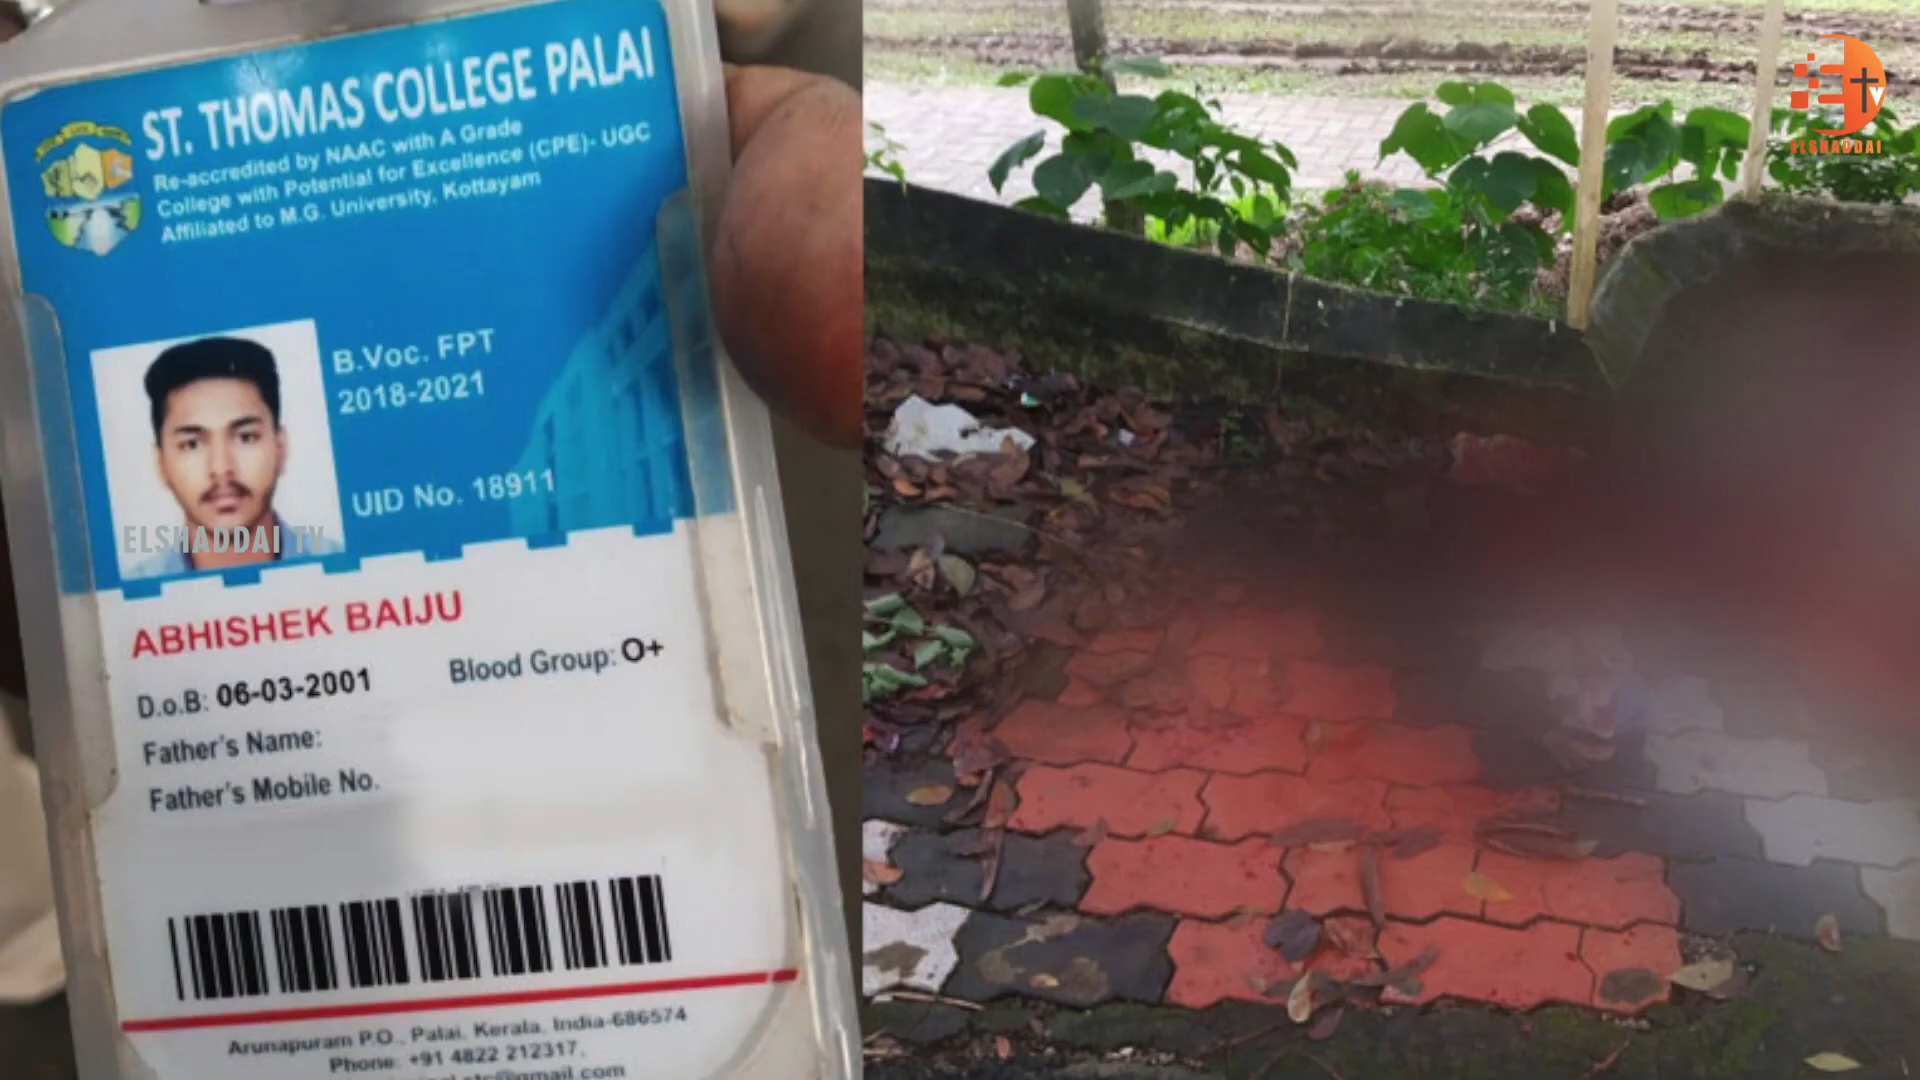 ST. THOMAS COLLEGE PALAI
Re-accredited by NAAC with A Grade
College with Potential for Excellence (CPE)- UGC
Affiliated to M.G. University, Kottayam
B.Voc. FPT
2018-2021
UID No. 18911
ELSHADDAI TV
ABHISHEK BAIJU
D.o.B: 06-03-2001
Blood Group: O+
Father's Name:
Father's Mobile No.
Arunapuram P.O., Palai, Kerala, India-686574
Phone: +91 4822 212317,
tv
ELSHADDAI